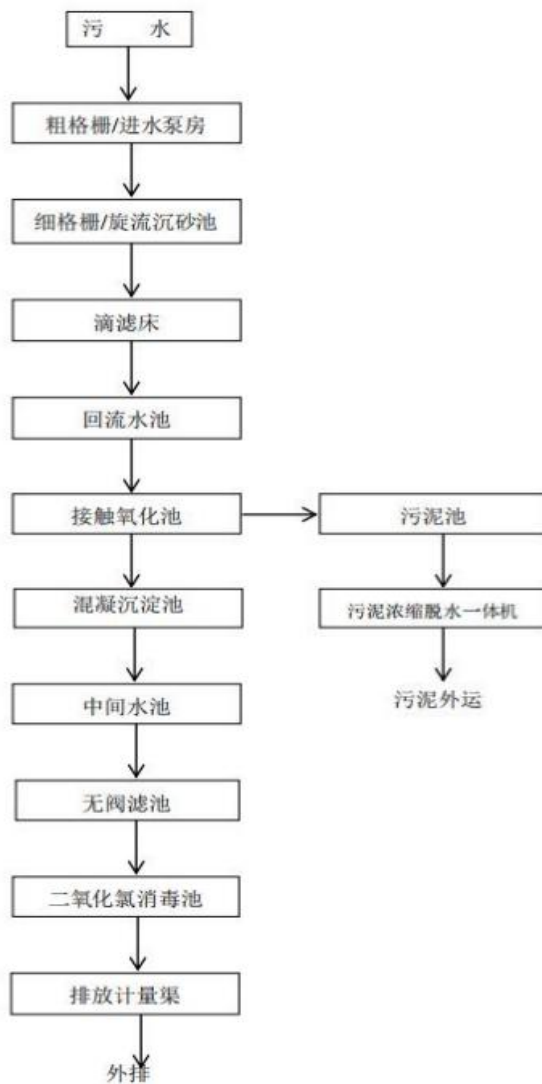 污 水
粗格栅/进水泵房
细格栅/旋流沉砂池
滴滤床
回流水池
接触氧化池
污泥池
混凝沉淀池
污泥浓缩脱水一体机
中间水池
污泥外运
无阀滤池
二氧化氯消毒池
排放计量渠
外排